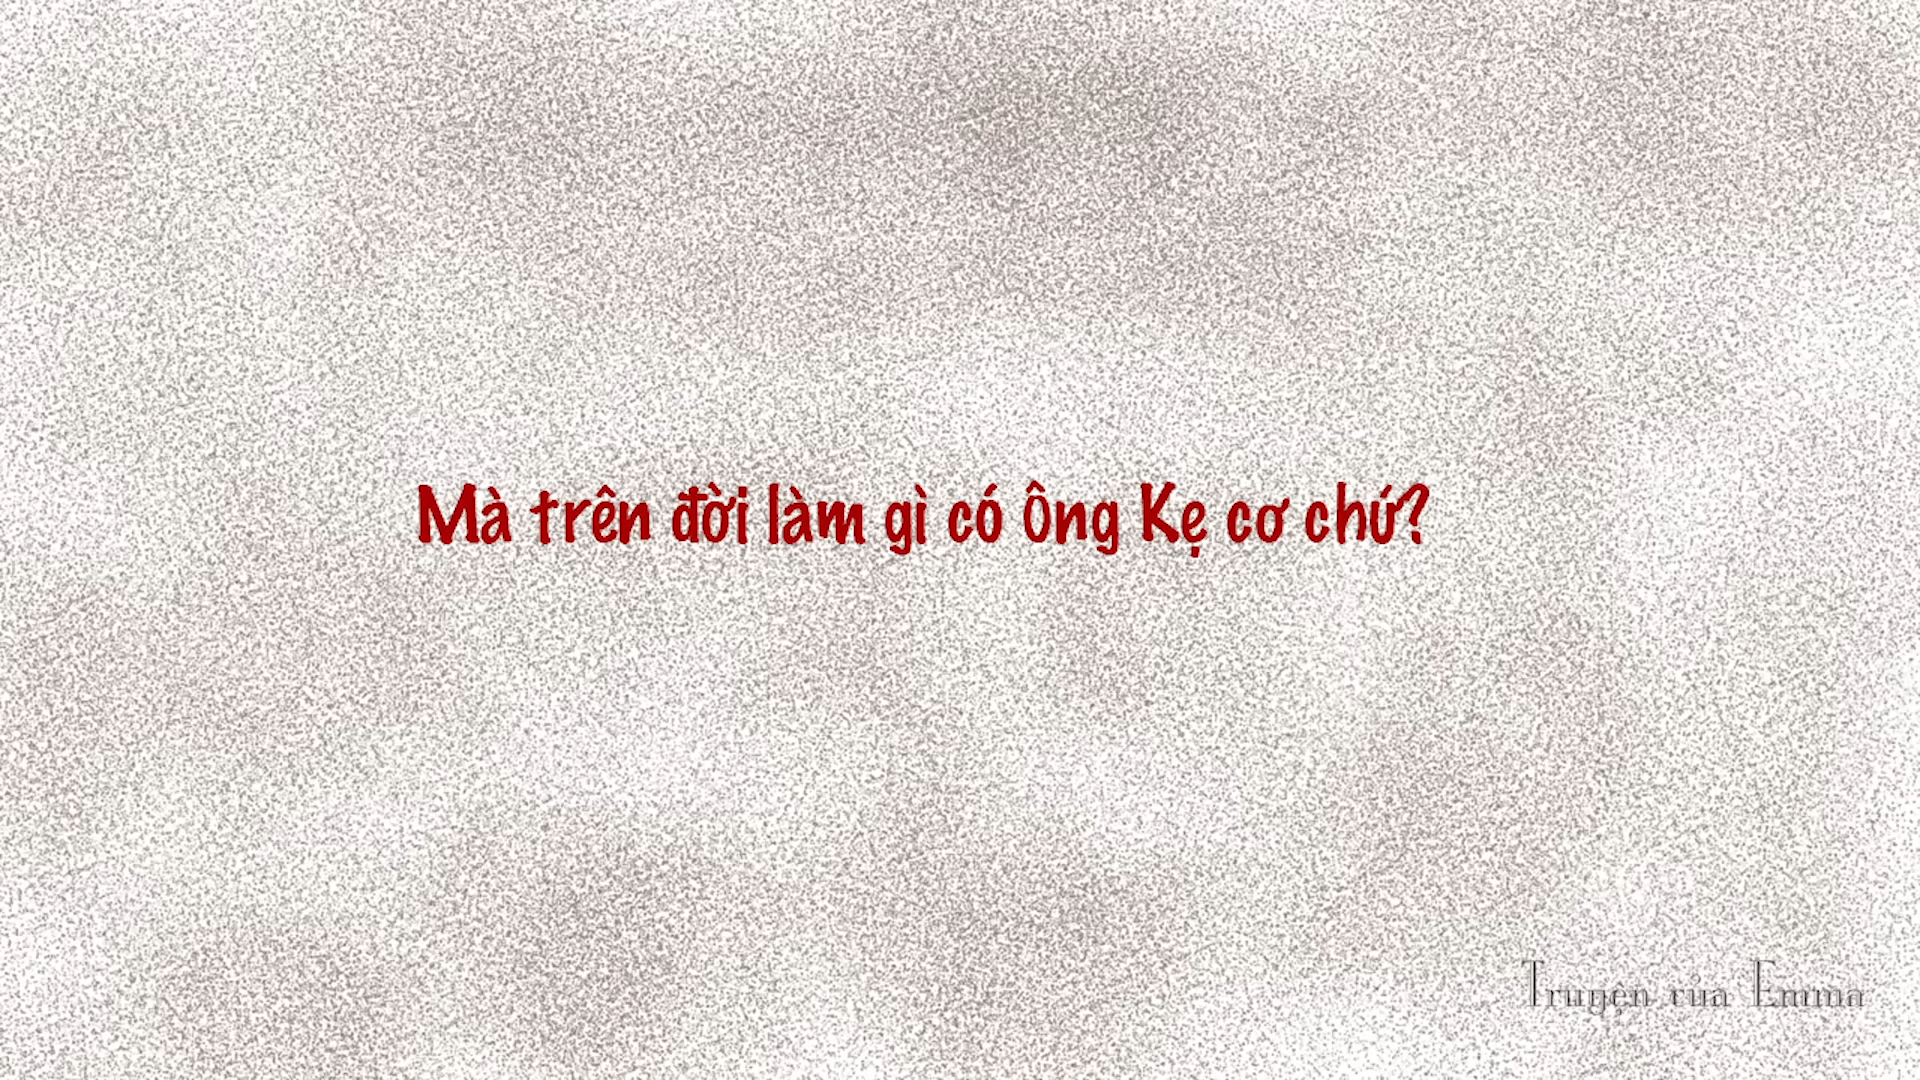 Mà trên đời làm gì có Ông Kẹ cơ chứ?
Truyện của Emma